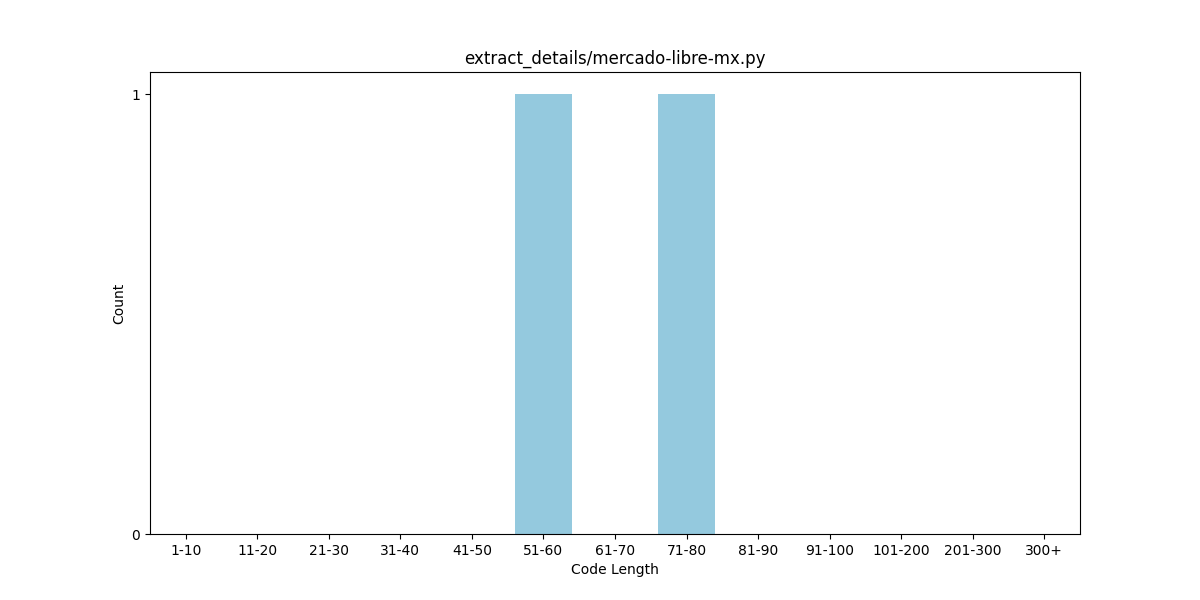 extract_details/mercado-libre-mx.py
1
Count
0
1-10 11-20 21-30 31-40 41-50 51-60 61-70 71-80 81-90 91-100 101-200 201-300 300+
Code Length